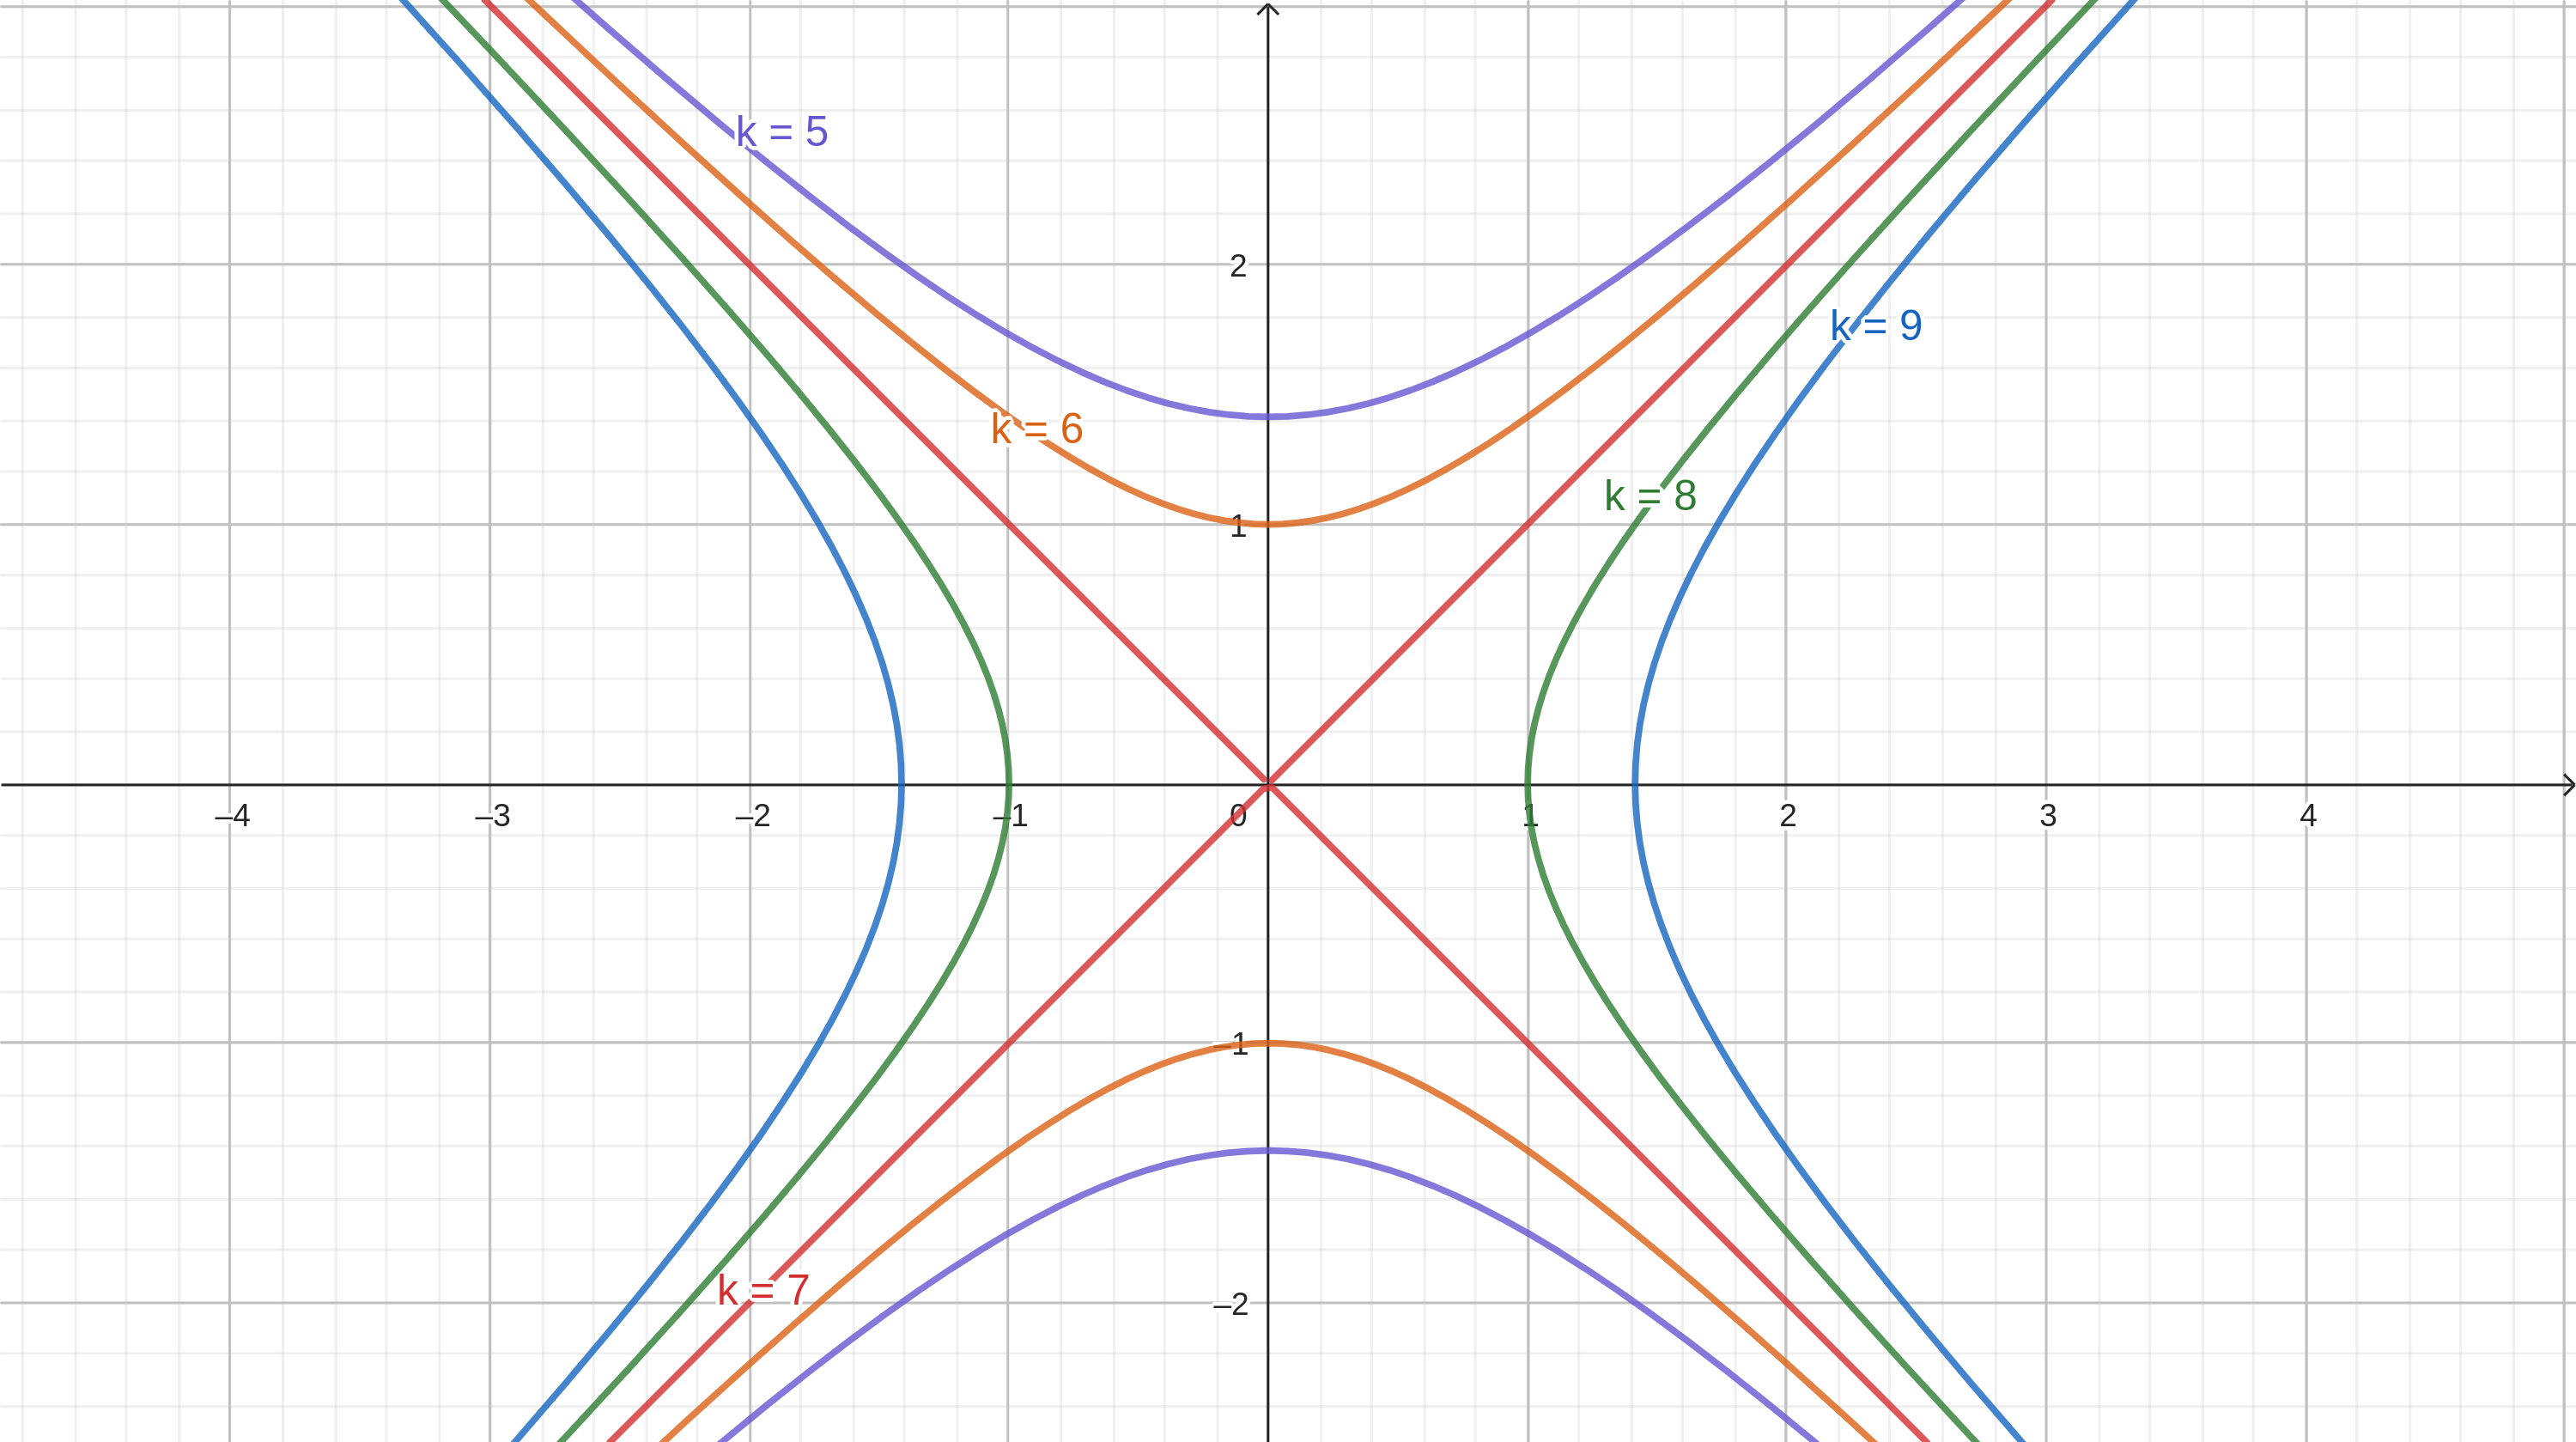 k = 5
2
k = 9
k = 6
k = 8
1
–4
–3
–2
–1
0
1
2
3
4
–1
k = 7
–2